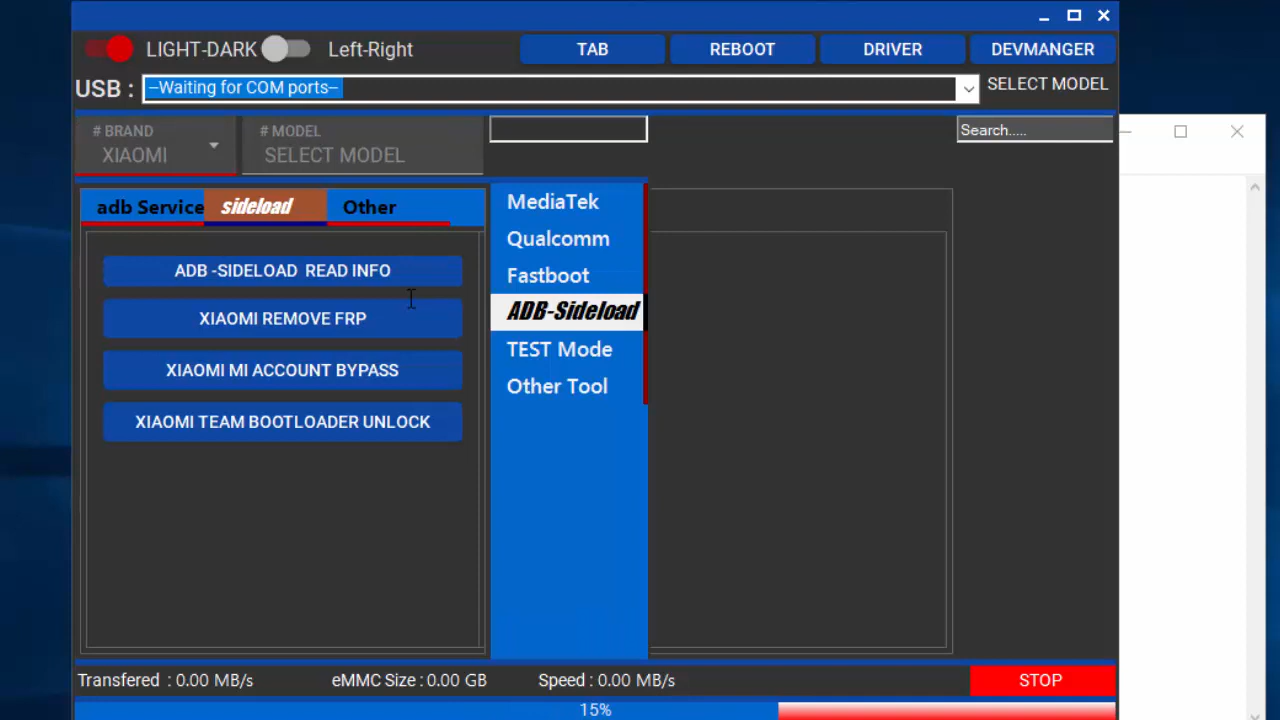 LIGHT-DARK Left-Right TAB REBOOT DRIVER DEVMANGER
USB : --Waiting for COM ports-- SELECT MODEL
# BRAND
XIAOMI
# MODEL
SELECT MODEL
Search.....
adb Service sideload Other
ADB -SIDELOAD  READ INFO
XIAOMI REMOVE FRP
XIAOMI MI ACCOUNT BYPASS
XIAOMI TEAM BOOTLOADER UNLOCK
MediaTek
Qualcomm
Fastboot
ADB-Sideload
TEST Mode
Other Tool
Transfered : 0.00 MB/s eMMC Size : 0.00 GB Speed : 0.00 MB/s STOP
15%